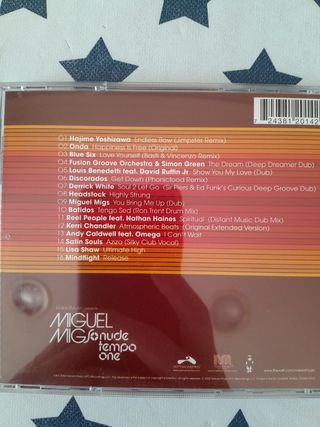 7 24381 20142
01 Hajime Yoshizawa Endless Bow (Jimpster Remix)
02 Onda Happiness Is Free (Original)
03 Blue Six Love Yourself (Basti & Vincenzo Remix)
04 Fusion Groove Orchestra & Simon Green The Dream (Deep Dreamer Dub)
05 Louis Benedetti feat. David Ruffin Jr Show You My Love (Dub)
06 Discorados Get Down (Phonicfood Remix)
07 Derrick White Soul 2 Let Go (Sir Piers & Ed Funk's Curious Deep Groove Dub)
08 Headstock Highly Strung
09 Miguel Migs You Bring Me Up (Dub)
10 Batidos Tengo Sed (Ron Trent Drum Mix)
11 Reel People feat. Nathan Haines Spiritual (Distant Music Dub Mix)
12 Kerri Chandler Atmospheric Beats (Original Extended Version)
13 Andy Caldwell feat. Omega I Can't Wait
14 Satin Souls Aziza (Silky Club Vocal)
15 Lisa Shaw Ultimate High
16 Mindflight Release
MIGUEL
MIGS nude
tempo
one